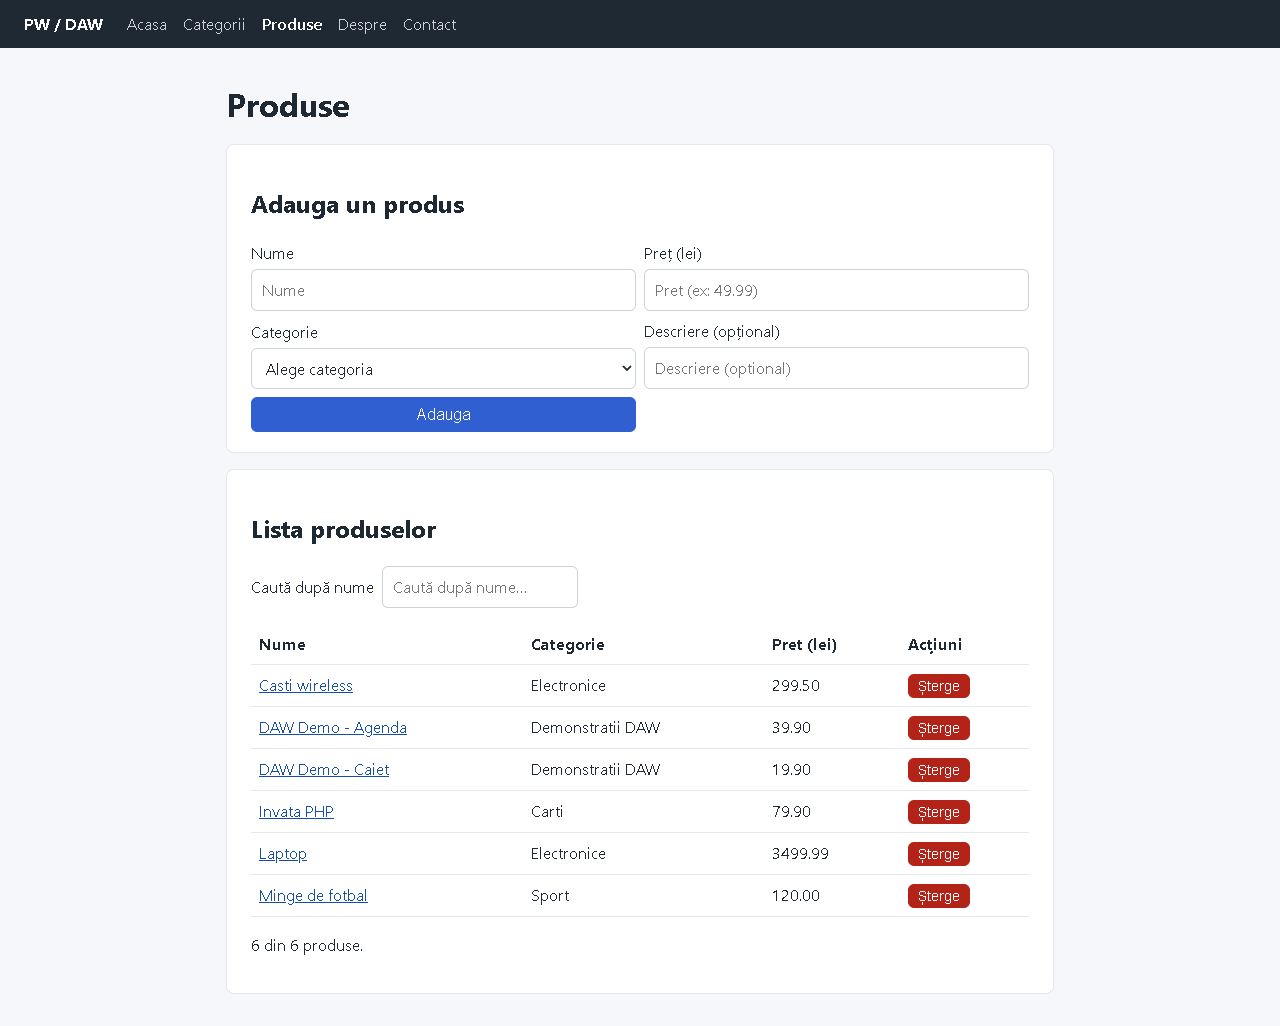 PW / DAW Acasa Categorii Produse Despre Contact
Produse
Adauga un produs
Nume Preț (lei)
Nume Pret (ex: 49.99)
Categorie Descriere (opțional)
Alege categoria Descriere (optional)
Adauga
Lista produselor
Caută după nume Caută după nume...
Nume Categorie Pret (lei) Acțiuni
Casti wireless Electronice 299.50 Șterge
DAW Demo - Agenda Demonstratii DAW 39.90 Șterge
DAW Demo - Caiet Demonstratii DAW 19.90 Șterge
Invata PHP Carti 79.90 Șterge
Laptop Electronice 3499.99 Șterge
Minge de fotbal Sport 120.00 Șterge
6 din 6 produse.